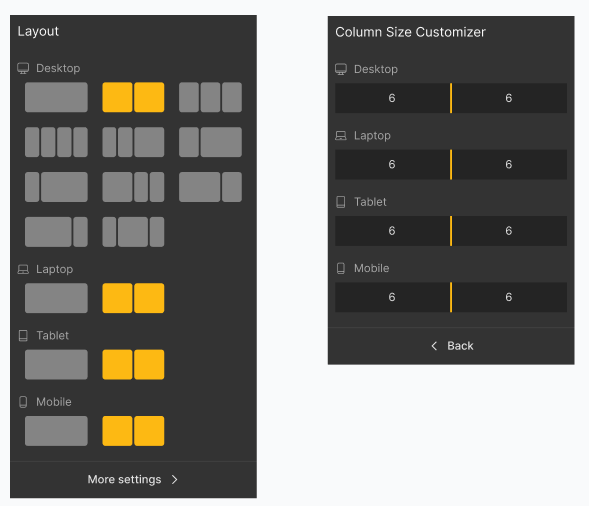 Layout
Desktop
Laptop
Tablet
Mobile
More settings
Column Size Customizer
Desktop
6 6
Laptop
6 6
Tablet
6 6
Mobile
6 6
Back